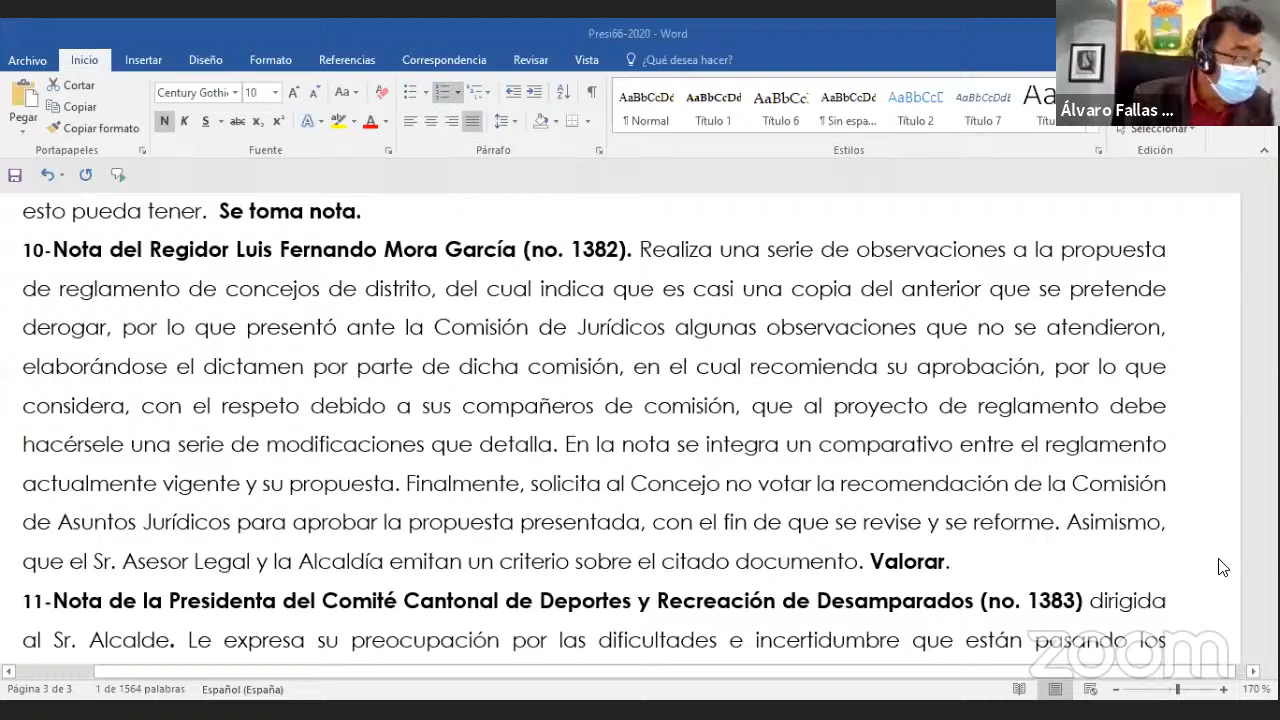 Presi66-2020 - Word
Archivo Inicio Insertar Diseño Formato Referencias Correspondencia Revisar Vista ¿Qué desea hacer?
Álvaro Fallas ...
Pegar
Cortar
Copiar
Copiar formato
Portapapeles
Century Gothic 10
N K S abc x₂ x²
Fuente
Párrafo
AaBbCcDc AaBbCcDc AaBbCc: AaBbCcDc AaBbCcD AaBbCcDdE Aa
¶ Normal Título 1 Título 6 ¶ Sin espa... Título 2 Título 7
Estilos
Seleccionar
Edición
esto pueda tener. Se toma nota.
10-Nota del Regidor Luis Fernando Mora García (no. 1382). Realiza una serie de observaciones a la propuesta
de reglamento de concejos de distrito, del cual indica que es casi una copia del anterior que se pretende
derogar, por lo que presentó ante la Comisión de Jurídicos algunas observaciones que no se atendieron,
elaborándose el dictamen por parte de dicha comisión, en el cual recomienda su aprobación, por lo que
considera, con el respeto debido a sus compañeros de comisión, que al proyecto de reglamento debe
hacérsele una serie de modificaciones que detalla. En la nota se integra un comparativo entre el reglamento
actualmente vigente y su propuesta. Finalmente, solicita al Concejo no votar la recomendación de la Comisión
de Asuntos Jurídicos para aprobar la propuesta presentada, con el fin de que se revise y se reforme. Asimismo,
que el Sr. Asesor Legal y la Alcaldía emitan un criterio sobre el citado documento. Valorar.
11-Nota de la Presidenta del Comité Cantonal de Deportes y Recreación de Desamparados (no. 1383) dirigida
al Sr. Alcalde. Le expresa su preocupación por las dificultades e incertidumbre que están pasando los
zoom
Página 3 de 3 1 de 1564 palabras Español (España) 170 %